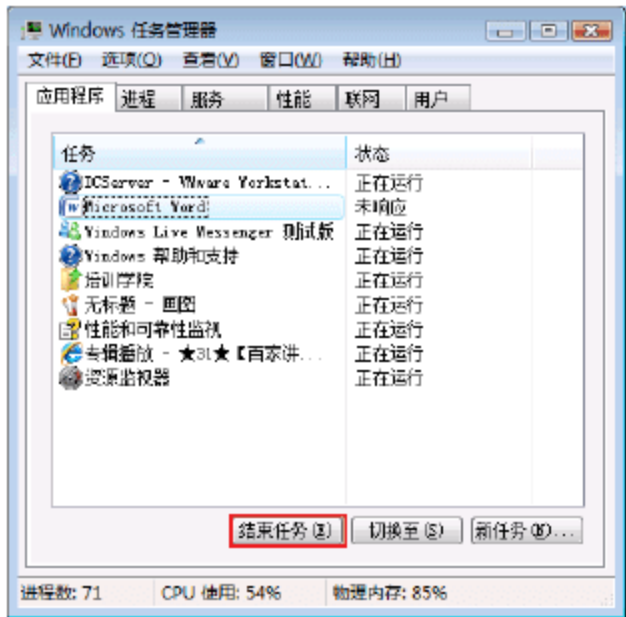 Windows 任务管理器
文件(F) 选项(O) 查看(V) 窗口(W) 帮助(H)
应用程序 进程 服务 性能 联网 用户
任务 状态
ICServer - VMware Workstat... 正在运行
Microsoft Word 未响应
Windows Live Messenger 测试版 正在运行
Windows 帮助和支持 正在运行
培训学院 正在运行
无标题 - 画图 正在运行
性能和可靠性监视 正在运行
专辑播放 - ★31★【百家讲... 正在运行
资源监视器 正在运行
结束任务(E) 切换至(S) 新任务(N)...
进程数: 71 CPU 使用: 54% 物理内存: 85%